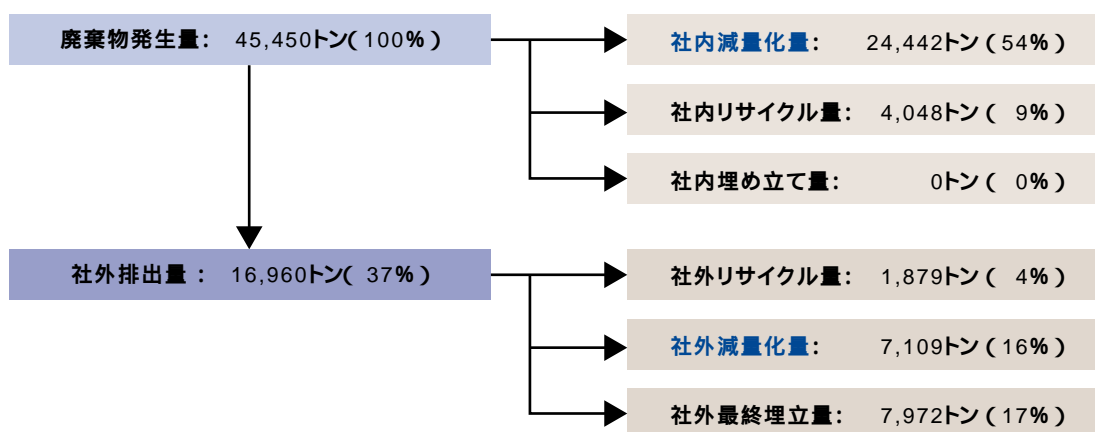 廃棄物発生量: 45,450トン(100%)
社内減量化量: 24,442トン(54%)
社内リサイクル量: 4,048トン( 9%)
社内埋め立て量: 0トン( 0%)
社外排出量: 16,960トン( 37%)
社外リサイクル量: 1,879トン( 4%)
社外減量化量: 7,109トン(16%)
社外最終埋立量: 7,972トン(17%)